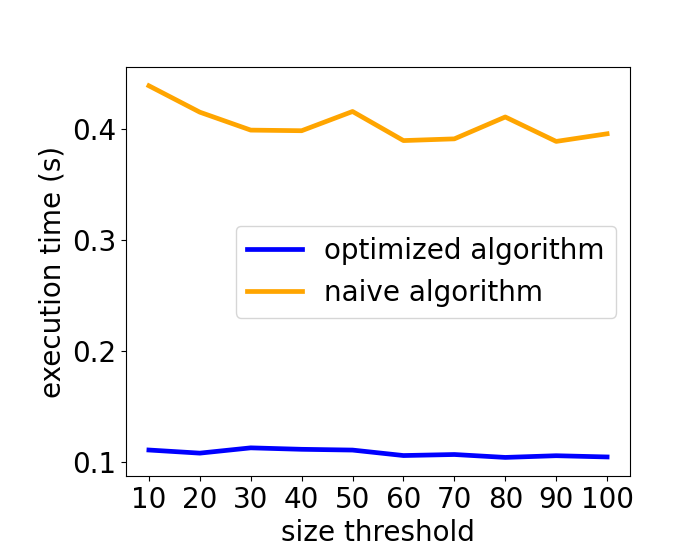 execution time (s)
0.4
0.3
0.2
0.1
optimized algorithm
naive algorithm
10 20 30 40 50 60 70 80 90 100
size threshold